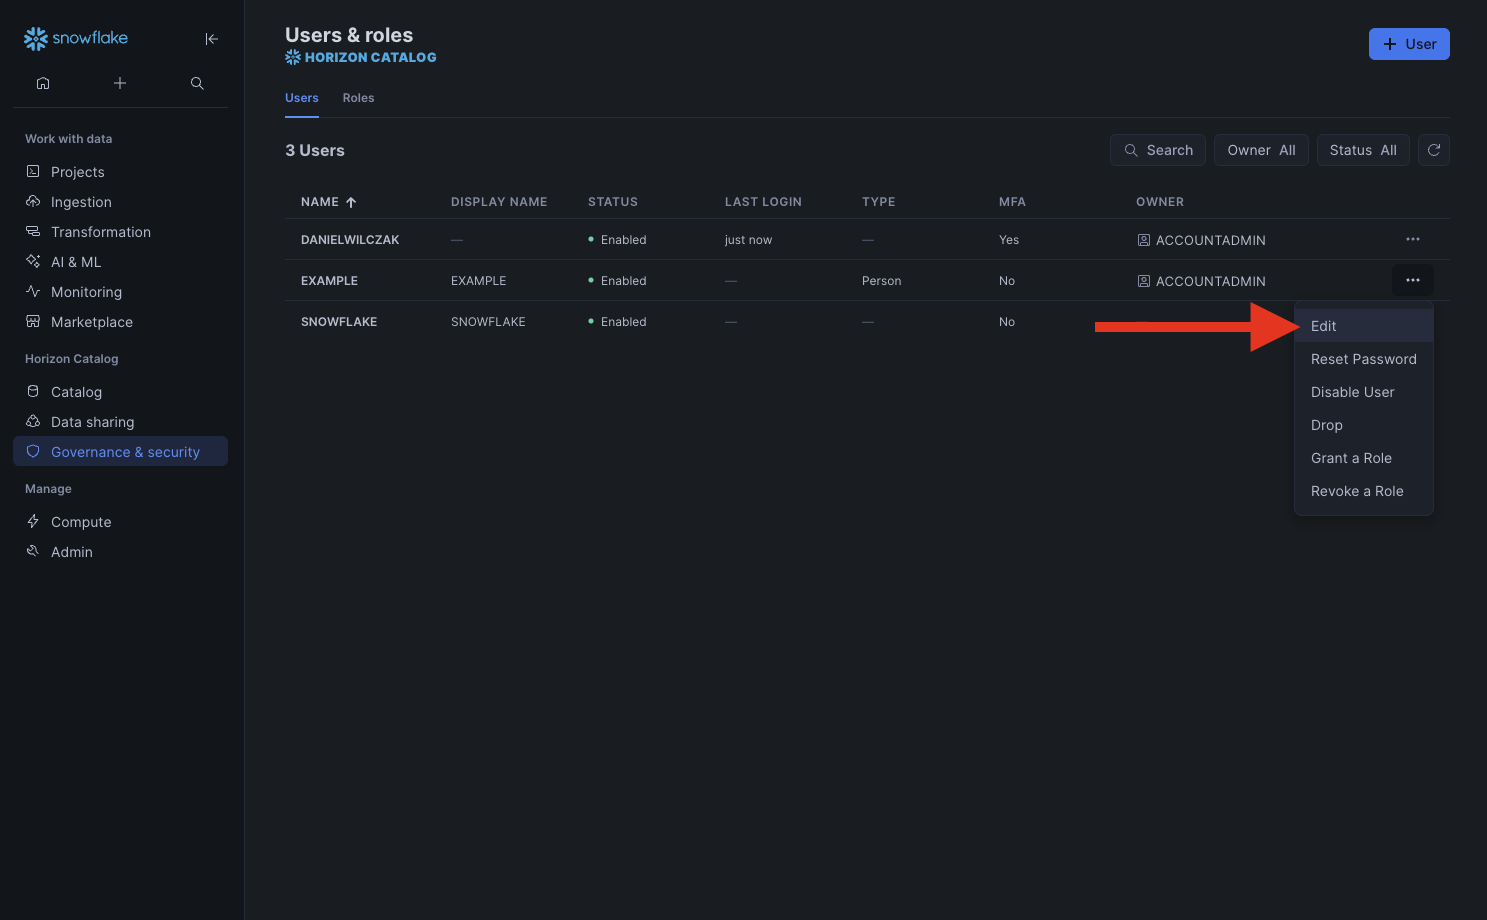 snowflake
Work with data
Projects
Ingestion
Transformation
AI & ML
Monitoring
Marketplace
Horizon Catalog
Catalog
Data sharing
Governance & security
Manage
Compute
Admin
Users & roles
HORIZON CATALOG
+ User
Users Roles
3 Users
Search Owner All Status All
NAME ↑ DISPLAY NAME STATUS LAST LOGIN TYPE MFA OWNER
DANIELWILCZAK — Enabled just now — Yes ACCOUNTADMIN ...
EXAMPLE EXAMPLE Enabled — Person No ACCOUNTADMIN ...
SNOWFLAKE SNOWFLAKE Enabled — — No
Edit
Reset Password
Disable User
Drop
Grant a Role
Revoke a Role